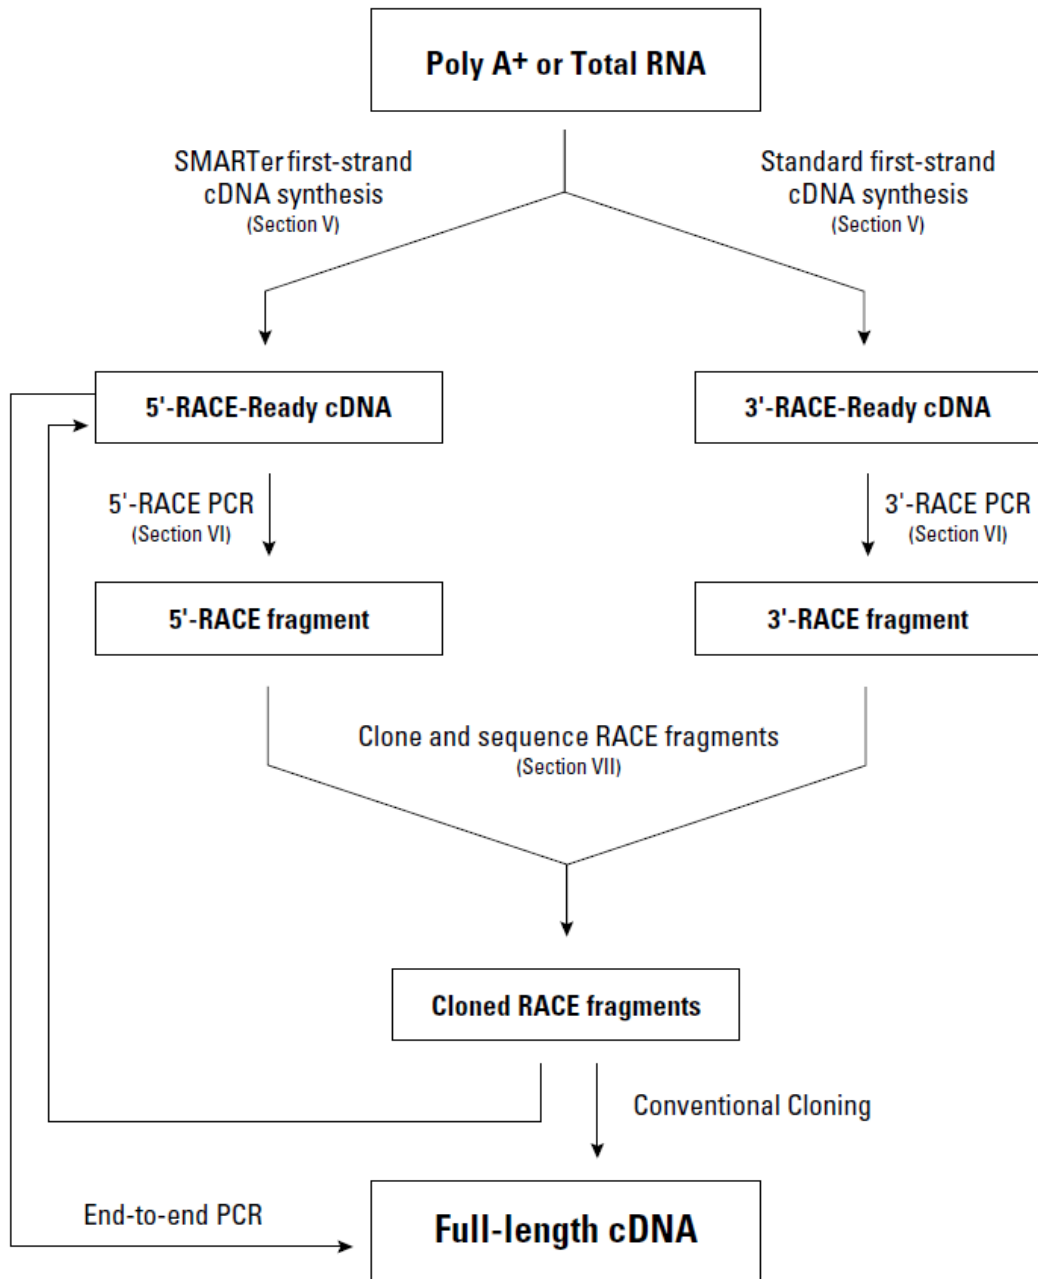 Poly A+ or Total RNA
SMARTer first-strand
cDNA synthesis
(Section V)
Standard first-strand
cDNA synthesis
(Section V)
5'-RACE-Ready cDNA
3'-RACE-Ready cDNA
5'-RACE PCR
(Section VI)
3'-RACE PCR
(Section VI)
5'-RACE fragment
3'-RACE fragment
Clone and sequence RACE fragments
(Section VII)
Cloned RACE fragments
Conventional Cloning
End-to-end PCR
Full-length cDNA